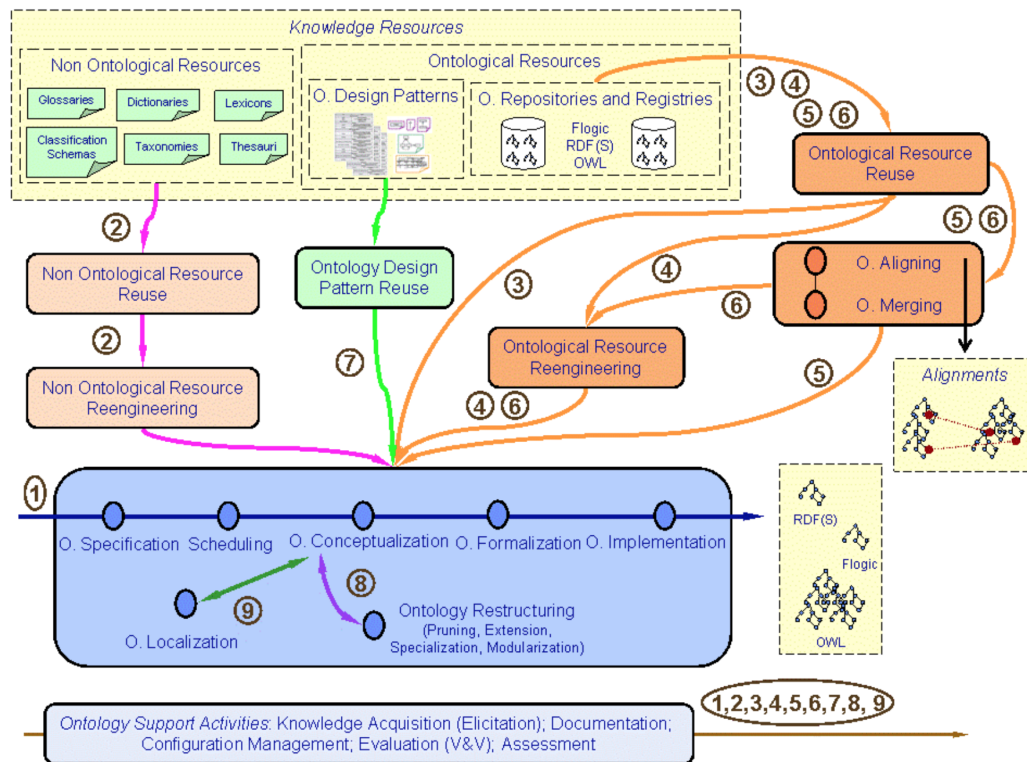 Knowledge Resources
Non Ontological Resources
Glossaries
Dictionaries
Lexicons
Classification
Schemas
Taxonomies
Thesauri
Ontological Resources
O. Design Patterns
O. Repositories and Registries
Flogic
RDF(S)
OWL
3
4
5
6
Ontological Resource
Reuse
5
6
2
Non Ontological Resource
Reuse
Ontology Design
Pattern Reuse
3
4
O. Aligning
O. Merging
6
2
7
Ontological Resource
Reengineering
5
Non Ontological Resource
Reengineering
4
6
Alignments
1
O. Specification
Scheduling
O. Conceptualization
O. Formalization
O. Implementation
9
8
O. Localization
Ontology Restructuring
(Pruning, Extension,
Specialization, Modularization)
RDF(S)
Flogic
OWL
1,2,3,4,5,6,7,8, 9
Ontology Support Activities: Knowledge Acquisition (Elicitation); Documentation;
Configuration Management; Evaluation (V&V); Assessment